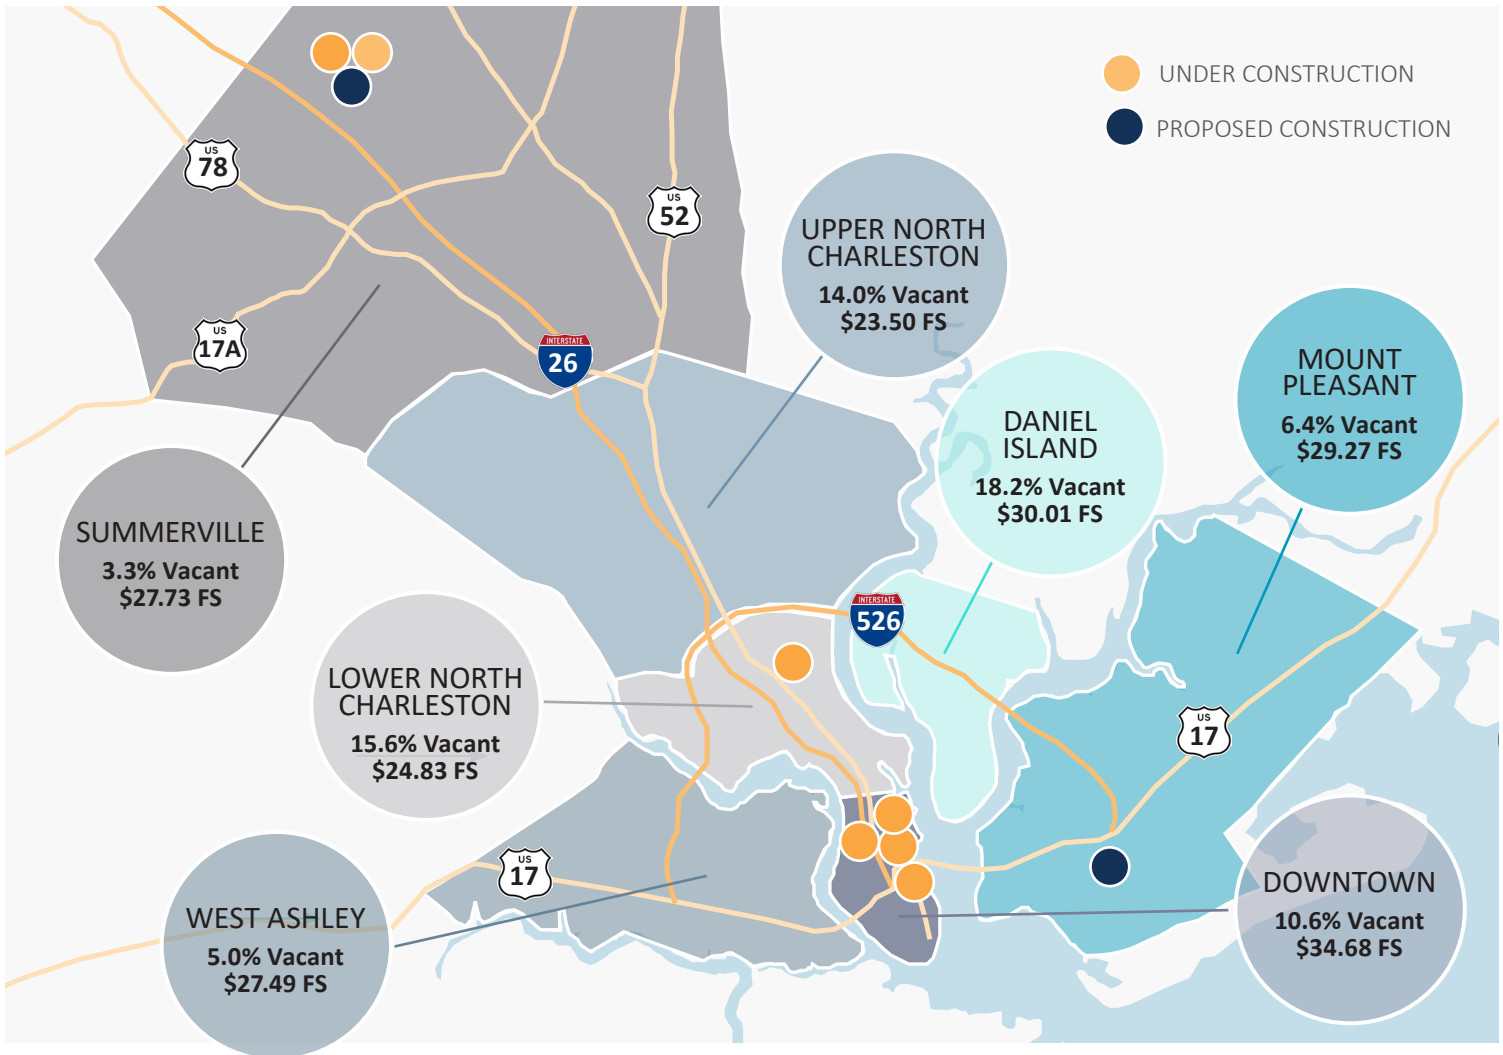 UNDER CONSTRUCTION
PROPOSED CONSTRUCTION
US
78
US
52
US
17A
INTERSTATE
26
UPPER NORTH
CHARLESTON
14.0% Vacant
$23.50 FS
MOUNT
PLEASANT
6.4% Vacant
$29.27 FS
DANIEL
ISLAND
18.2% Vacant
$30.01 FS
SUMMERVILLE
3.3% Vacant
$27.73 FS
INTERSTATE
526
LOWER NORTH
CHARLESTON
15.6% Vacant
$24.83 FS
US
17
US
17
WEST ASHLEY
5.0% Vacant
$27.49 FS
DOWNTOWN
10.6% Vacant
$34.68 FS